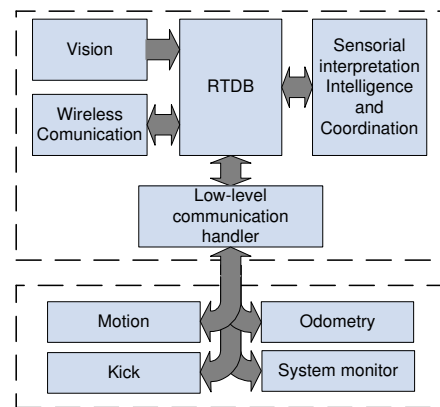 Vision
Wireless
Comunication
RTDB
Sensorial
interpretation
Intelligence
and
Coordination
Low-level
communication
handler
Motion
Odometry
Kick
System monitor